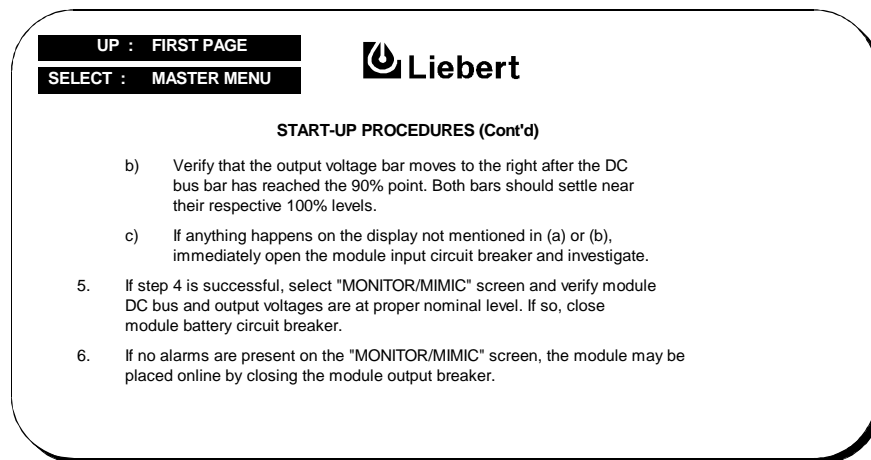 UP : FIRST PAGE
SELECT : MASTER MENU
Liebert
START-UP PROCEDURES (Cont'd)
b) Verify that the output voltage bar moves to the right after the DC
bus bar has reached the 90% point. Both bars should settle near
their respective 100% levels.
c) If anything happens on the display not mentioned in (a) or (b),
immediately open the module input circuit breaker and investigate.
5. If step 4 is successful, select "MONITOR/MIMIC" screen and verify module
DC bus and output voltages are at proper nominal level. If so, close
module battery circuit breaker.
6. If no alarms are present on the "MONITOR/MIMIC" screen, the module may be
placed online by closing the module output breaker.